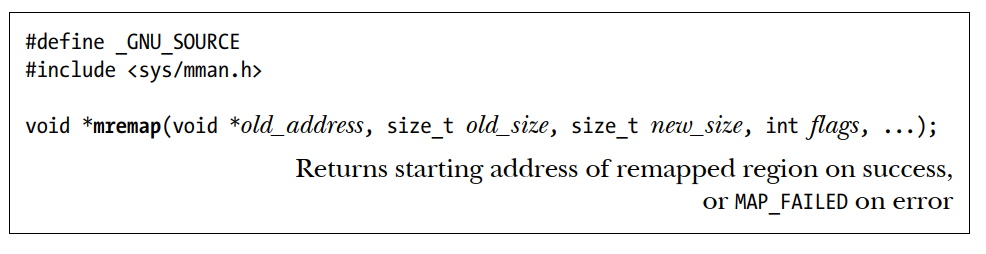 #define _GNU_SOURCE
#include <sys/mman.h>
void *mremap(void *old_address, size_t old_size, size_t new_size, int flags, ...);
Returns starting address of remapped region on success,
or MAP_FAILED on error